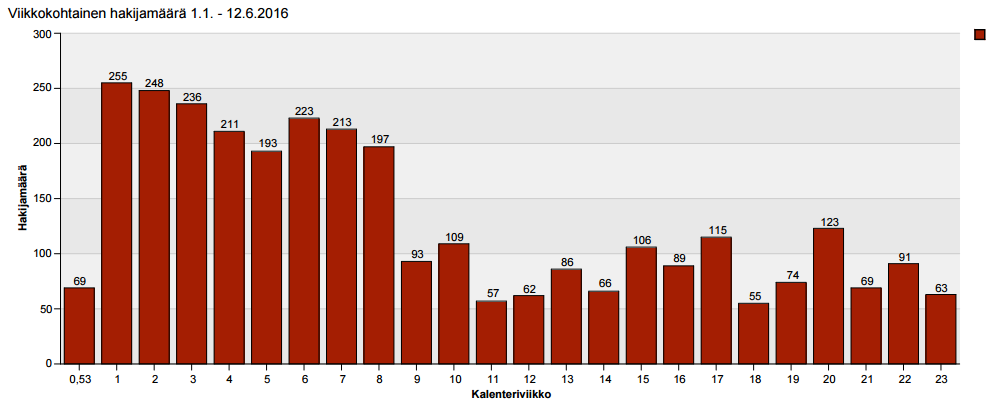 Viikkokohtainen hakijamäärä 1.1. - 12.6.2016
300
250
200
150
100
50
0
Hakijamäärä
69 255 248 236 211 193 223 213 197 93 109 57 62 86 66 106 89 115 55 74 123 69 91 63
0,53 1 2 3 4 5 6 7 8 9 10 11 12 13 14 15 16 17 18 19 20 21 22 23
Kalenteriviikko